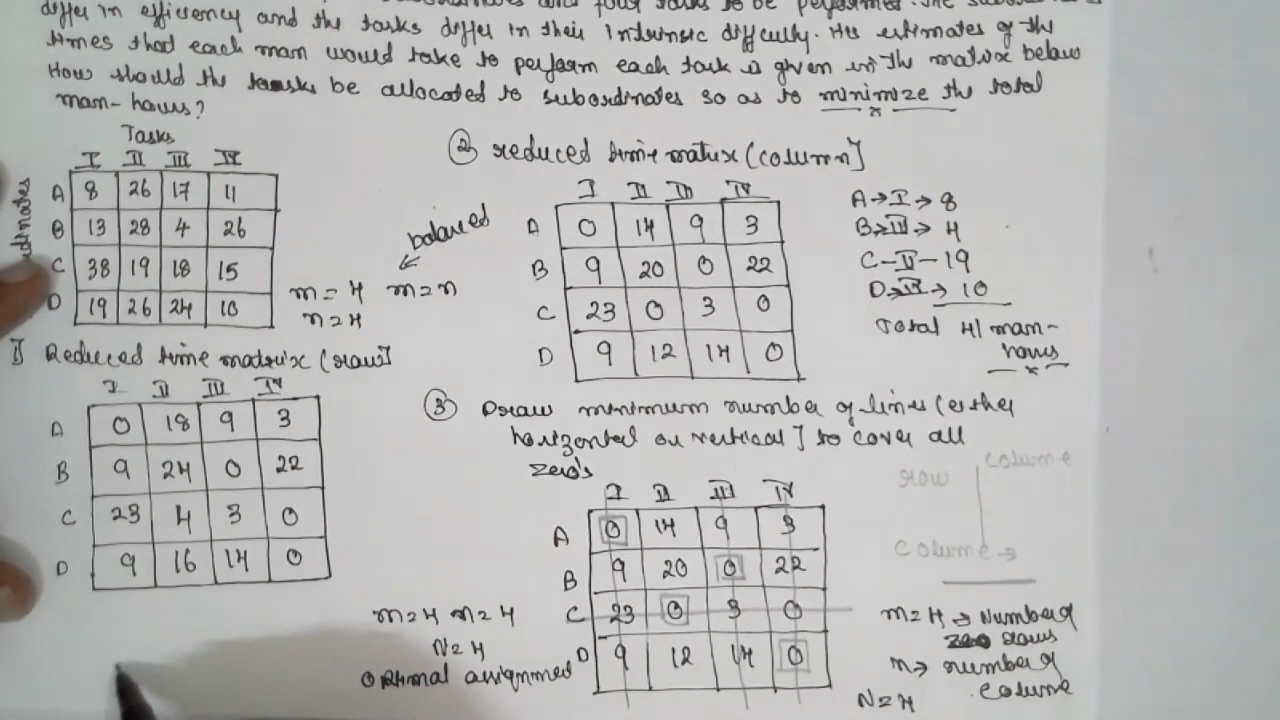 differ in efficiency and the tasks differ in their Intrinsic difficulty. His estimates of the
times that each man would take to perform each task is given in the matrix below
How should the tasks be allocated to subordinates so as to minimize the total
man-hours?
Tasks
I II III IV
A 8 26 17 11
B 13 28 4 26
C 38 19 18 15
D 19 26 24 10
m=4 m=n
n=4
balanced
1] Reduced time matrix (row]
I II III IV
A 0 18 9 3
B 9 24 0 22
C 23 4 3 0
D 9 16 14 0
② reduced time matrix (column]
I II III IV
A 0 14 9 3
B 9 20 0 22
C 23 0 3 0
D 9 12 14 0
A→I→8
B→III→4
C-II-19
D→IV→10
Total 41 man-
hours
③ Draw minimum number of lines (either
horizontal or vertical] to cover all
zero's
I II III IV
A 0 14 9 3
B 9 20 0 22
C 23 0 3 0
D 9 12 14 0
row column
column →
m=4 n=4
N=4
optimal assignmed
m=4 → Number of
rows
n→ number of
column
N=4